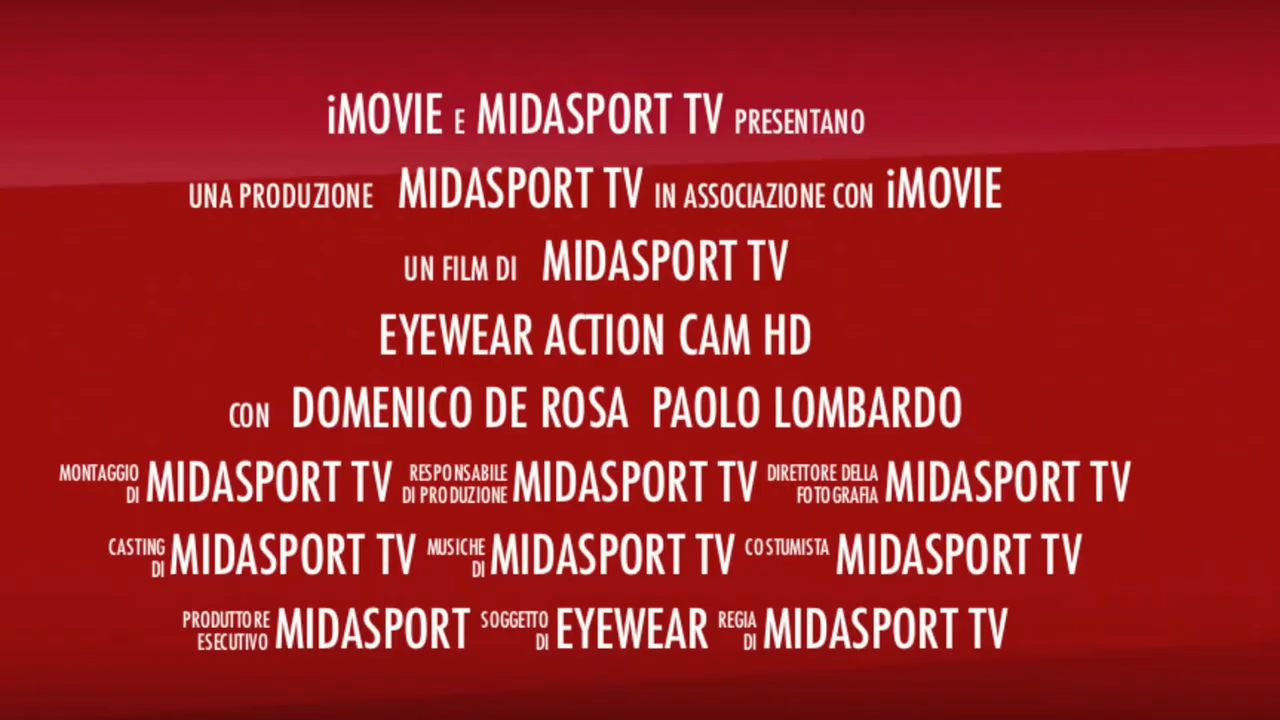 iMOVIE E MIDASPORT TV PRESENTANO
UNA PRODUZIONE MIDASPORT TV IN ASSOCIAZIONE CON iMOVIE
UN FILM DI MIDASPORT TV
EYEWEAR ACTION CAM HD
CON DOMENICO DE ROSA PAOLO LOMBARDO
MONTAGGIO DI MIDASPORT TV RESPONSABILE DI PRODUZIONE MIDASPORT TV DIRETTORE DELLA FOTOGRAFIA MIDASPORT TV
CASTING DI MIDASPORT TV MUSICHE DI MIDASPORT TV COSTUMISTA MIDASPORT TV
PRODUTTORE ESECUTIVO MIDASPORT SOGGETTO DI EYEWEAR REGIA DI MIDASPORT TV